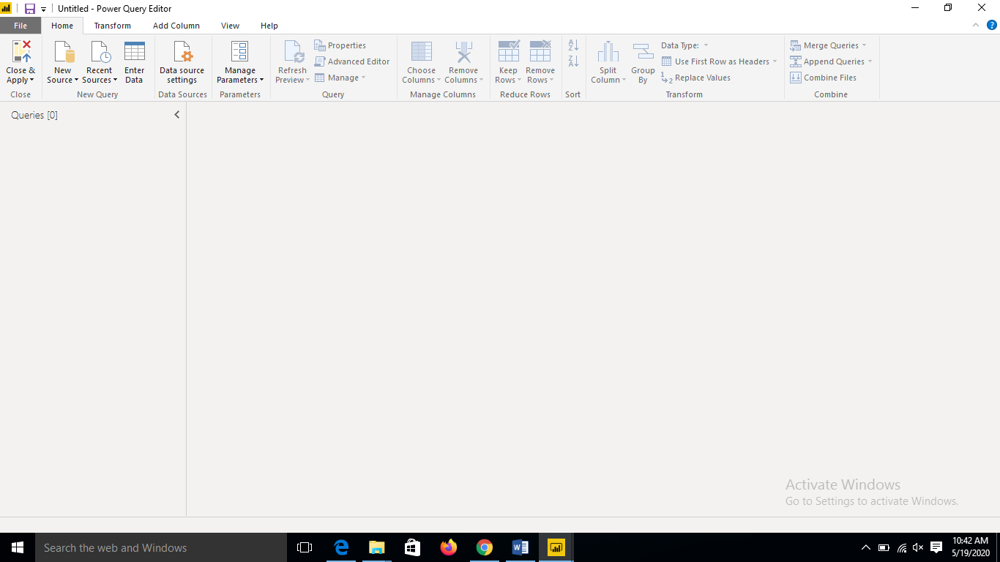 Untitled - Power Query Editor
File Home Transform Add Column View Help
Close & Apply
New Source
Recent Sources
Enter Data
Data source settings
Manage Parameters
Refresh Preview
Properties
Advanced Editor
Manage
Choose Columns
Remove Columns
Keep Rows
Remove Rows
Split Column
Group By
Data Type:
Use First Row as Headers
Replace Values
Merge Queries
Append Queries
Combine Files
Close New Query Data Sources Parameters Query Manage Columns Reduce Rows Sort Transform Combine
Queries [0]
Activate Windows
Go to Settings to activate Windows.
Search the web and Windows
10:42 AM
5/19/2020